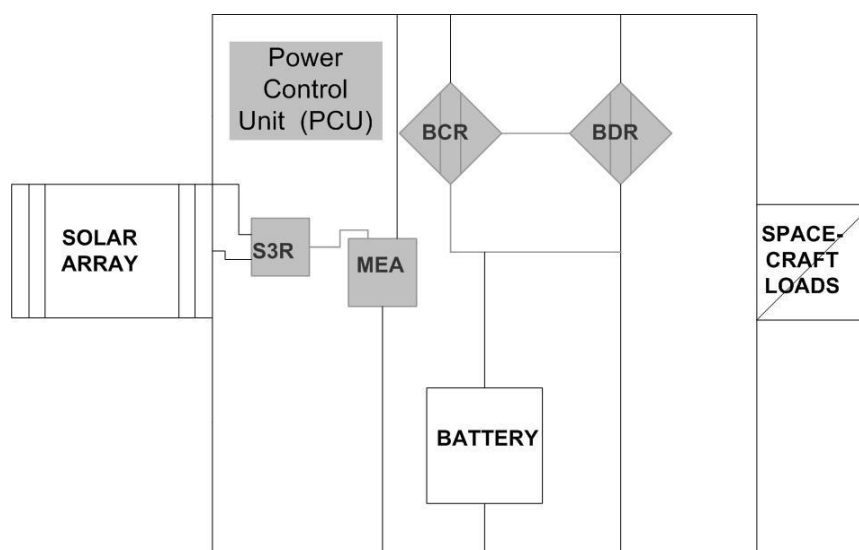 Power
Control
Unit (PCU)
BCR
BDR
SOLAR
ARRAY
S3R
MEA
SPACE-
CRAFT
LOADS
BATTERY